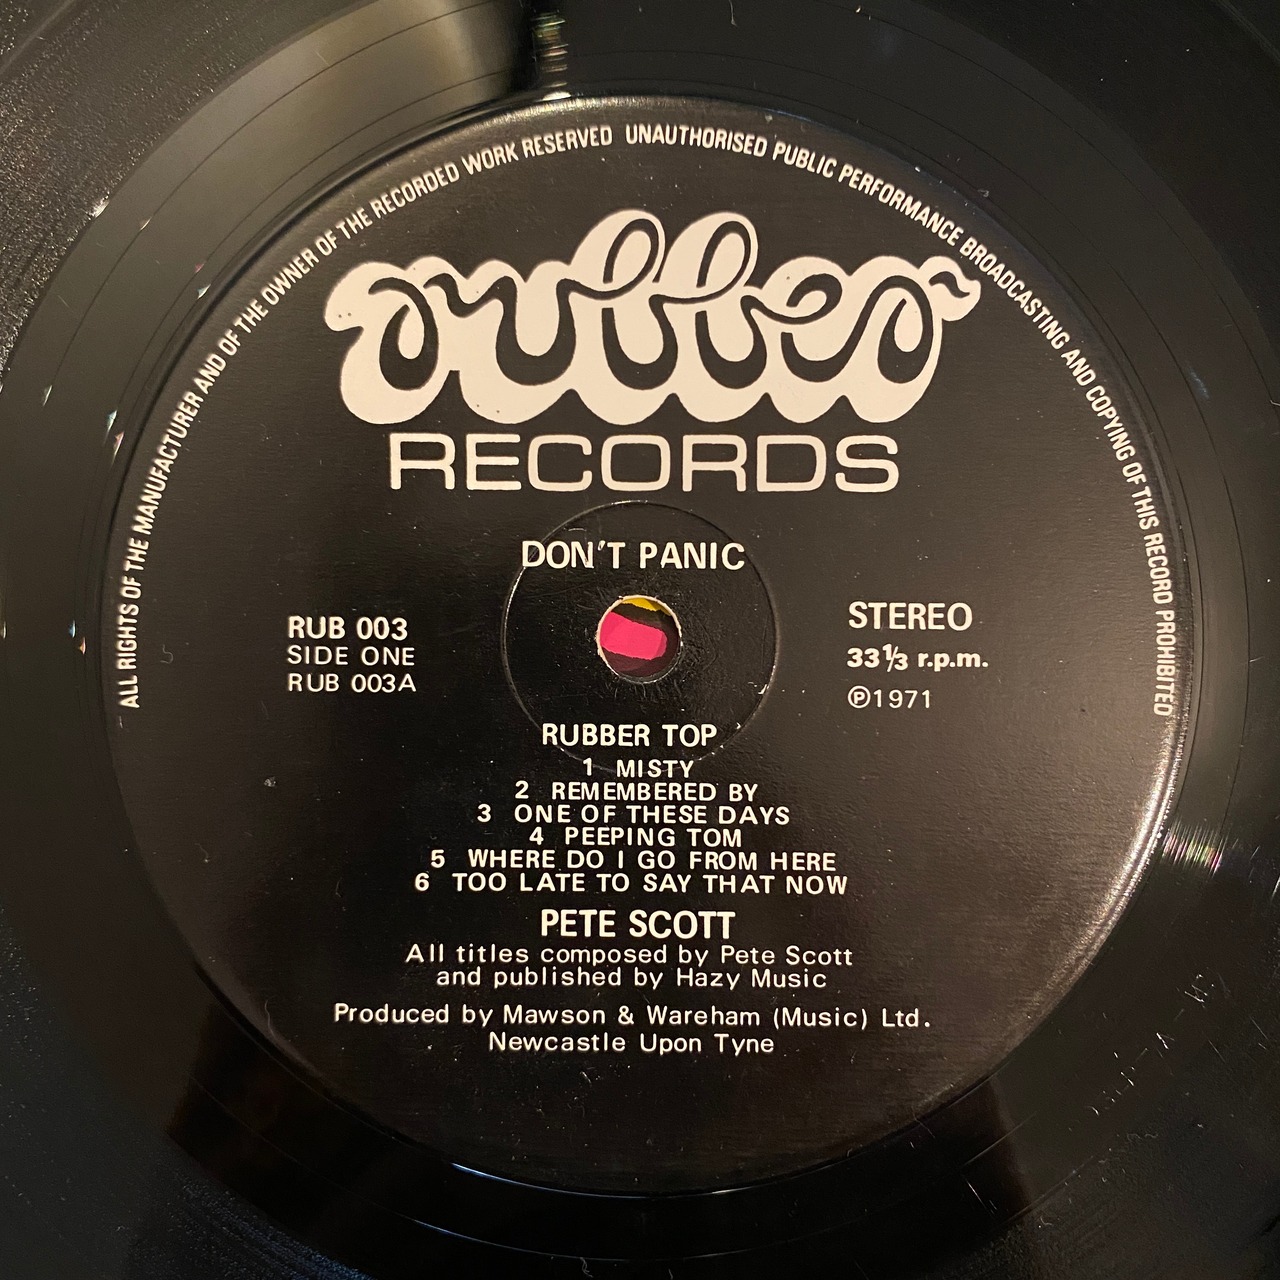 ALL RIGHTS OF THE MANUFACTURER AND OF THE OWNER OF THE RECORDED WORK RESERVED UNAUTHORISED PUBLIC PERFORMANCE BROADCASTING AND COPYING OF THIS RECORD PROHIBITED
rubber
RECORDS
DON'T PANIC
RUB 003
SIDE ONE
RUB 003A
STEREO
33⅓ r.p.m.
℗1971
RUBBER TOP
1 MISTY
2 REMEMBERED BY
3 ONE OF THESE DAYS
4 PEEPING TOM
5 WHERE DO I GO FROM HERE
6 TOO LATE TO SAY THAT NOW
PETE SCOTT
All titles composed by Pete Scott
and published by Hazy Music
Produced by Mawson & Wareham (Music) Ltd.
Newcastle Upon Tyne